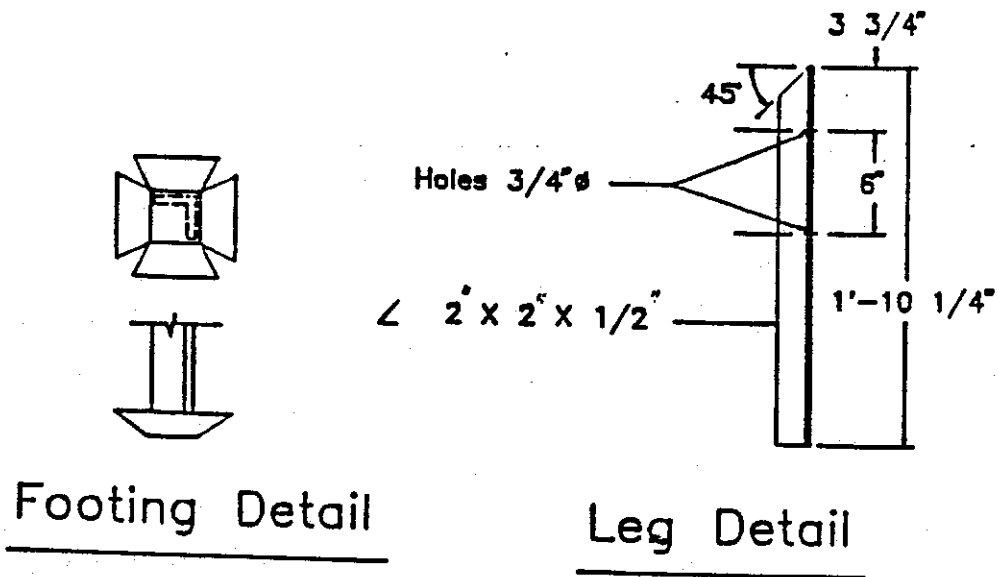 3 3/4"
45°
Holes 3/4"ø
6"
∠ 2" X 2" X 1/2"
1'-10 1/4"
Footing Detail
Leg Detail